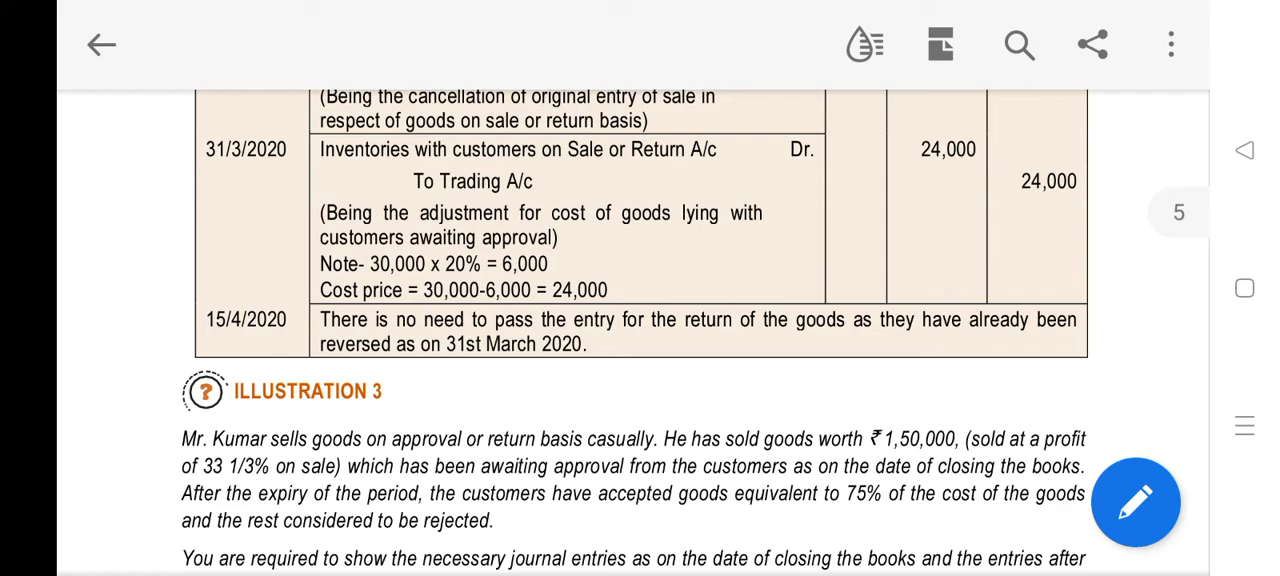 (Being the cancellation of original entry of sale in
respect of goods on sale or return basis)
31/3/2020 Inventories with customers on Sale or Return A/c Dr. 24,000
To Trading A/c 24,000
(Being the adjustment for cost of goods lying with
customers awaiting approval)
Note- 30,000 x 20% = 6,000
Cost price = 30,000-6,000 = 24,000
15/4/2020 There is no need to pass the entry for the return of the goods as they have already been
reversed as on 31st March 2020.
5
? ILLUSTRATION 3
Mr. Kumar sells goods on approval or return basis casually. He has sold goods worth ₹ 1,50,000, (sold at a profit
of 33 1/3% on sale) which has been awaiting approval from the customers as on the date of closing the books.
After the expiry of the period, the customers have accepted goods equivalent to 75% of the cost of the goods
and the rest considered to be rejected.
You are required to show the necessary journal entries as on the date of closing the books and the entries after